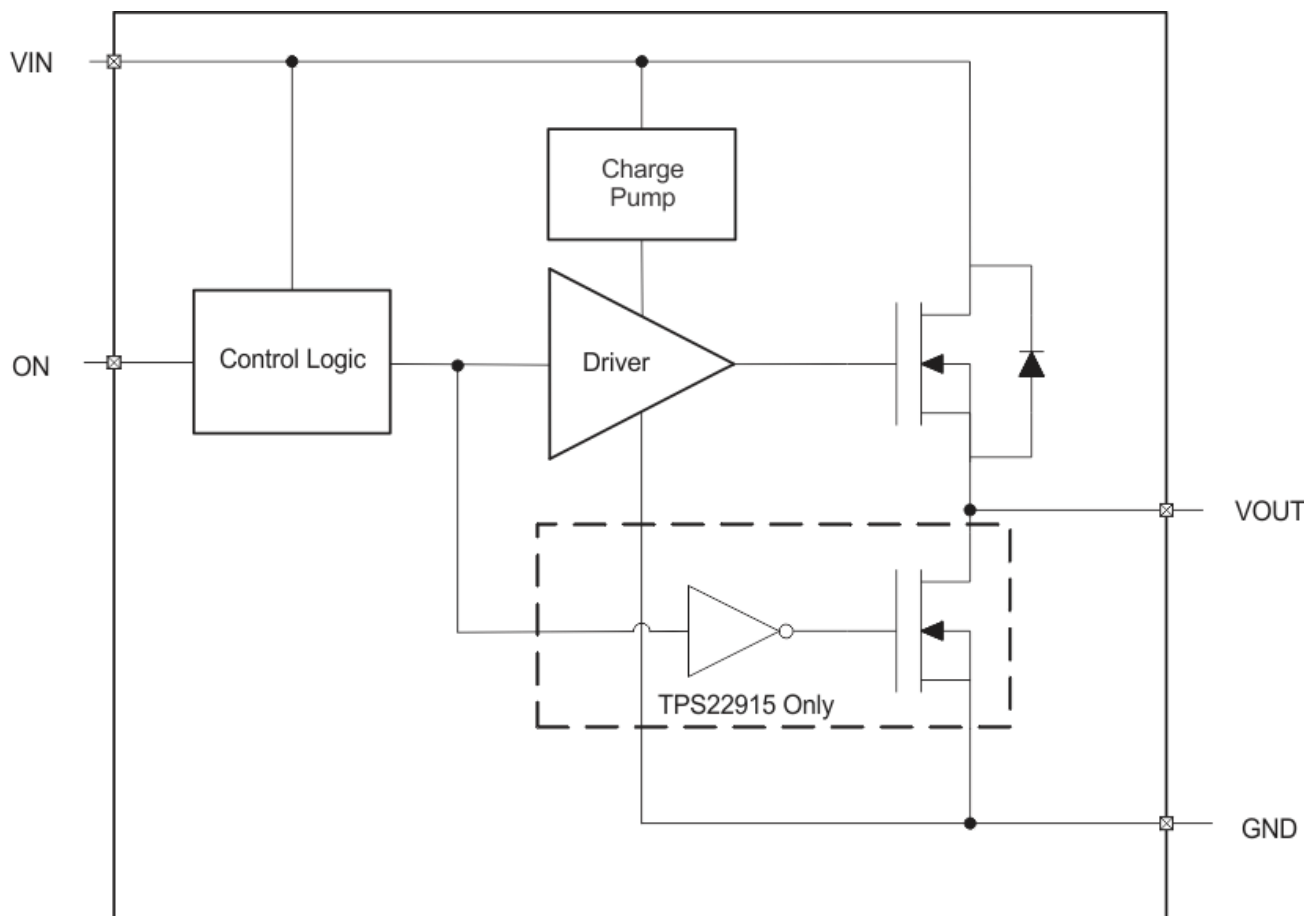 VIN
Charge
Pump
ON
Control Logic
Driver
VOUT
TPS22915 Only
GND